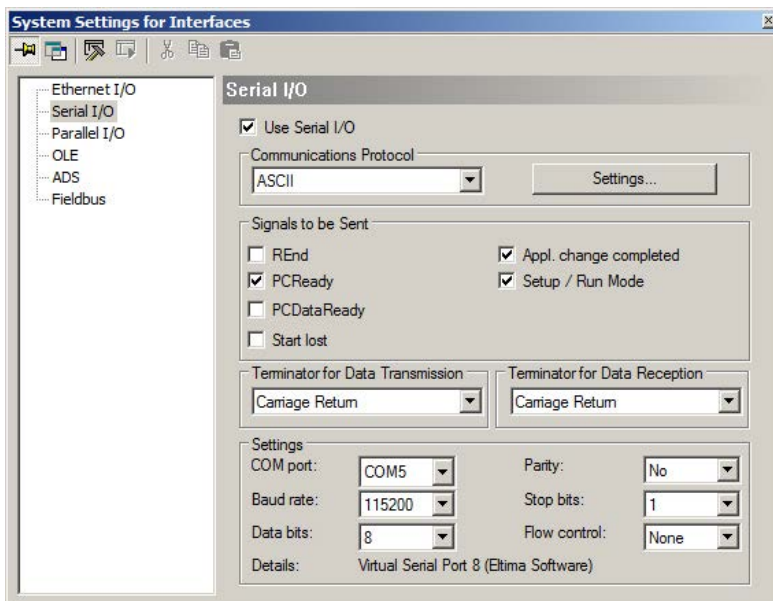 System Settings for Interfaces
Ethernet I/O
Serial I/O
Parallel I/O
OLE
ADS
Fieldbus
Serial I/O
Use Serial I/O
Communications Protocol
ASCII
Settings...
Signals to be Sent
REnd
Appl. change completed
PCReady
Setup / Run Mode
PCDataReady
Start lost
Terminator for Data Transmission
Terminator for Data Reception
Carriage Return
Carriage Return
Settings
COM port: COM5
Parity: No
Baud rate: 115200
Stop bits: 1
Data bits: 8
Flow control: None
Details: Virtual Serial Port 8 (Eltima Software)